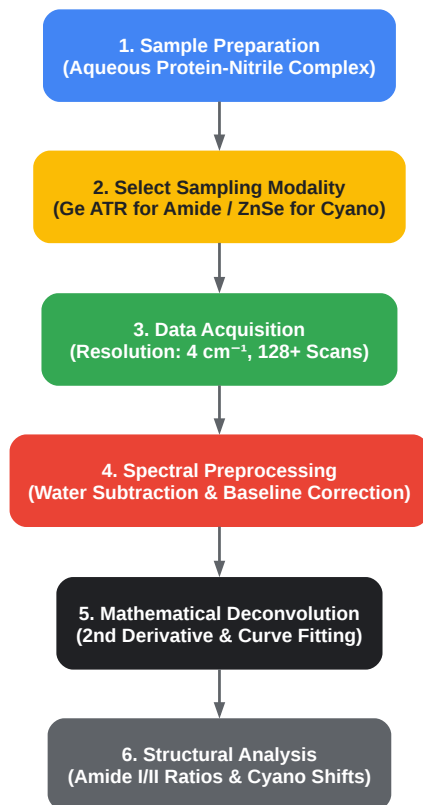 1. Sample Preparation
(Aqueous Protein-Nitrile Complex)
2. Select Sampling Modality
(Ge ATR for Amide / ZnSe for Cyano)
3. Data Acquisition
(Resolution: 4 cm⁻¹, 128+ Scans)
4. Spectral Preprocessing
(Water Subtraction & Baseline Correction)
5. Mathematical Deconvolution
(2nd Derivative & Curve Fitting)
6. Structural Analysis
(Amide I/II Ratios & Cyano Shifts)